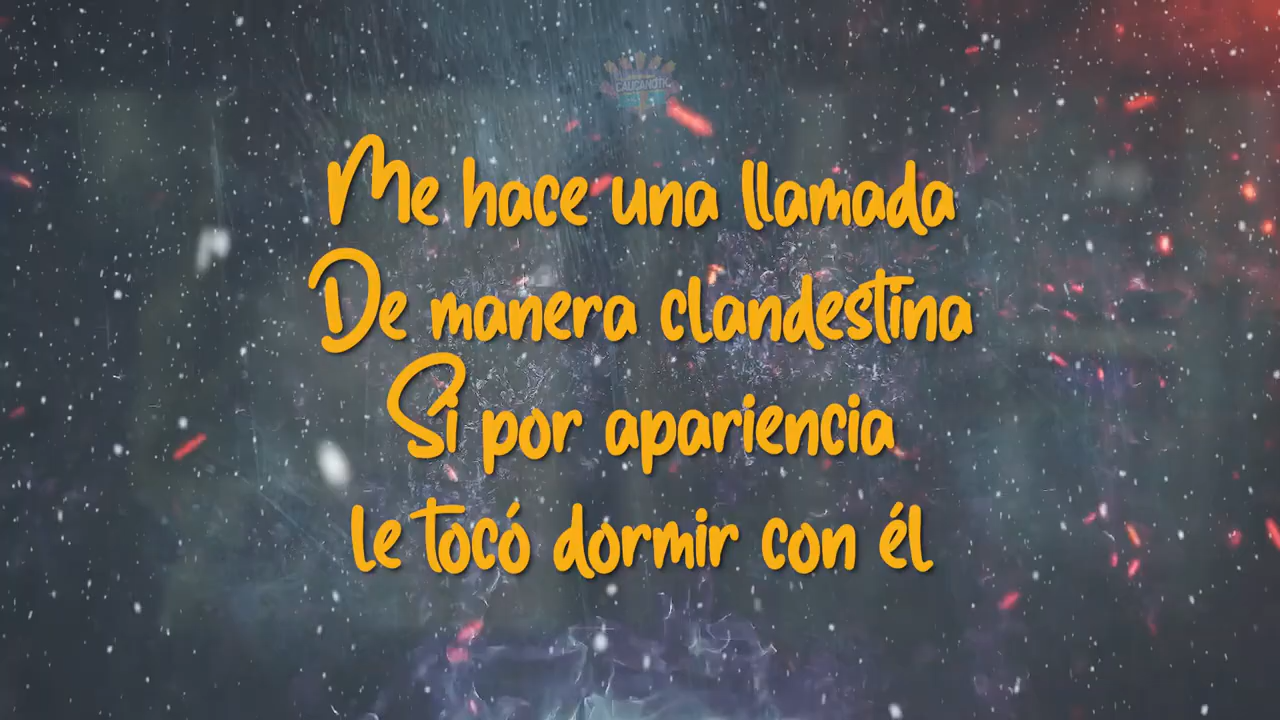 Me hace una llamada
De manera clandestina
Si por apariencia
le tocó dormir con él